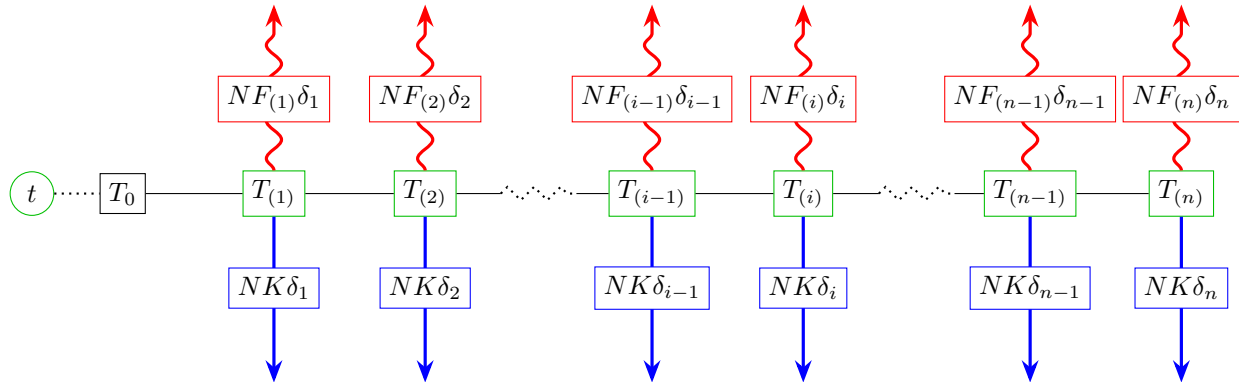 NF_{(1)}δ_1 NF_{(2)}δ_2 NF_{(i−1)}δ_{i−1} NF_{(i)}δ_i NF_{(n−1)}δ_{n−1} NF_{(n)}δ_n
t T_0 T_{(1)} T_{(2)} T_{(i−1)} T_{(i)} T_{(n−1)} T_{(n)}
NKδ_1 NKδ_2 NKδ_{i−1} NKδ_i NKδ_{n−1} NKδ_n